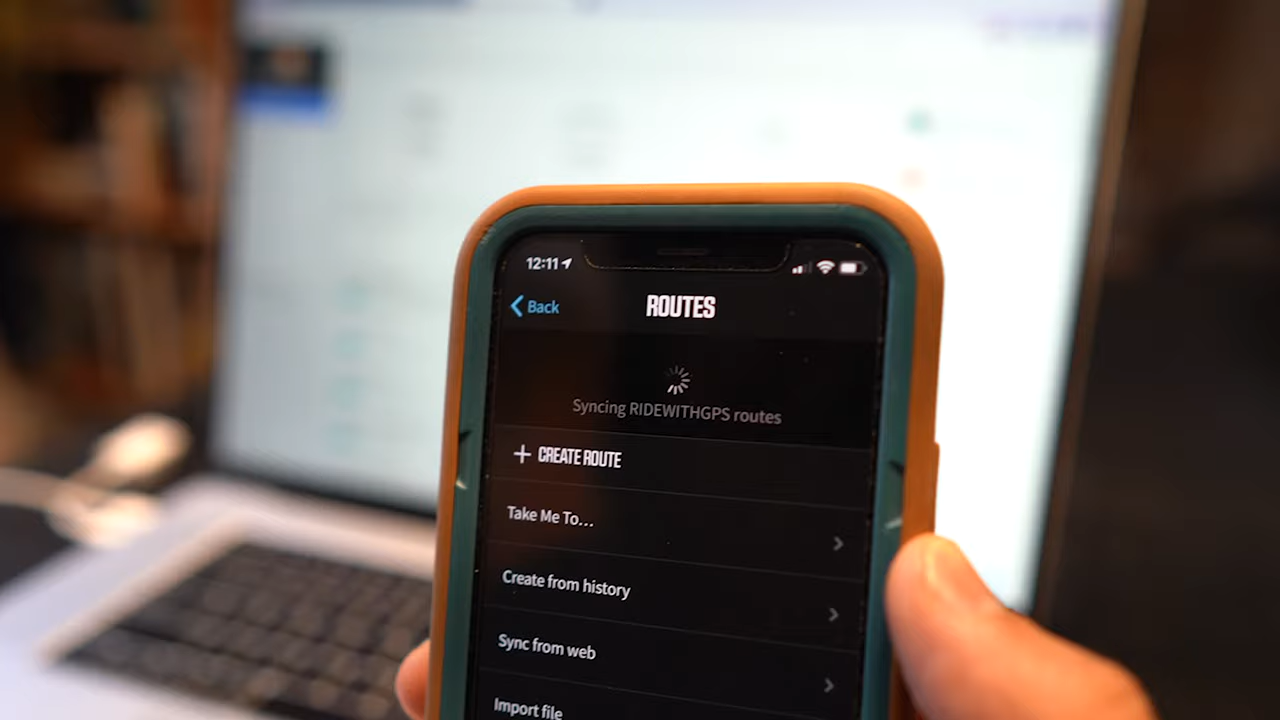 12:11
Back
ROUTES
Syncing RIDEWITHGPS routes
+ CREATE ROUTE
Take Me To...
Create from history
Sync from web
Import file